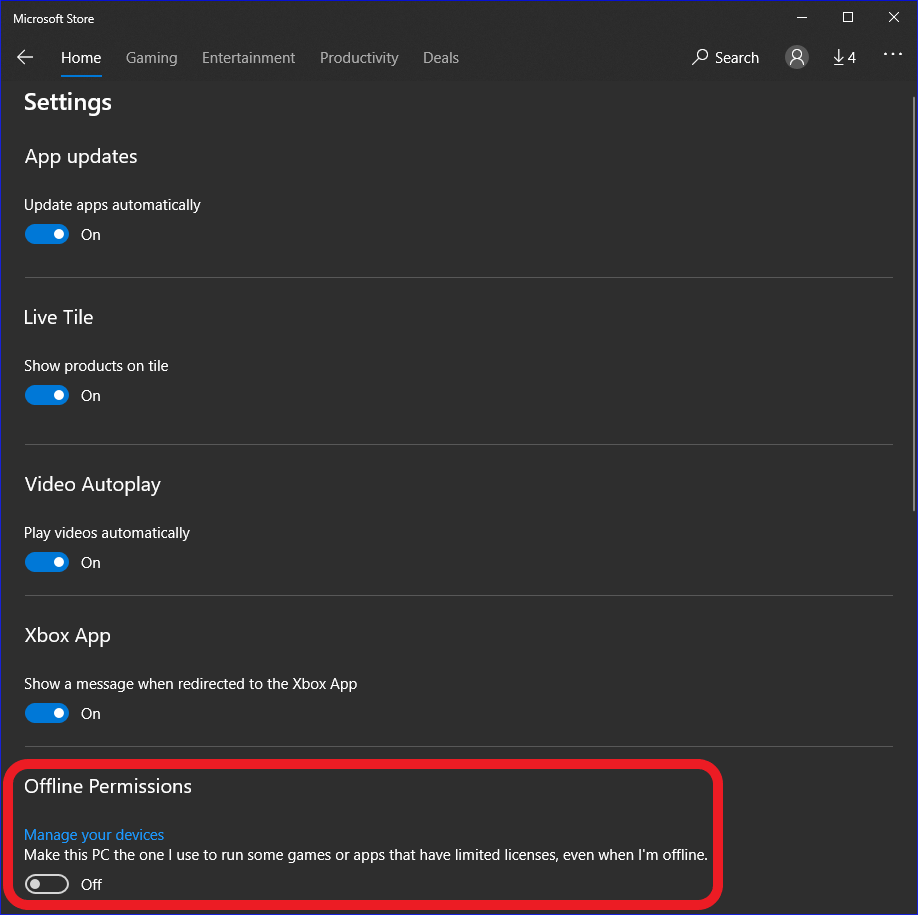 Microsoft Store
Home Gaming Entertainment Productivity Deals Search 4
Settings
App updates
Update apps automatically
On
Live Tile
Show products on tile
On
Video Autoplay
Play videos automatically
On
Xbox App
Show a message when redirected to the Xbox App
On
Offline Permissions
Manage your devices
Make this PC the one I use to run some games or apps that have limited licenses, even when I'm offline.
Off